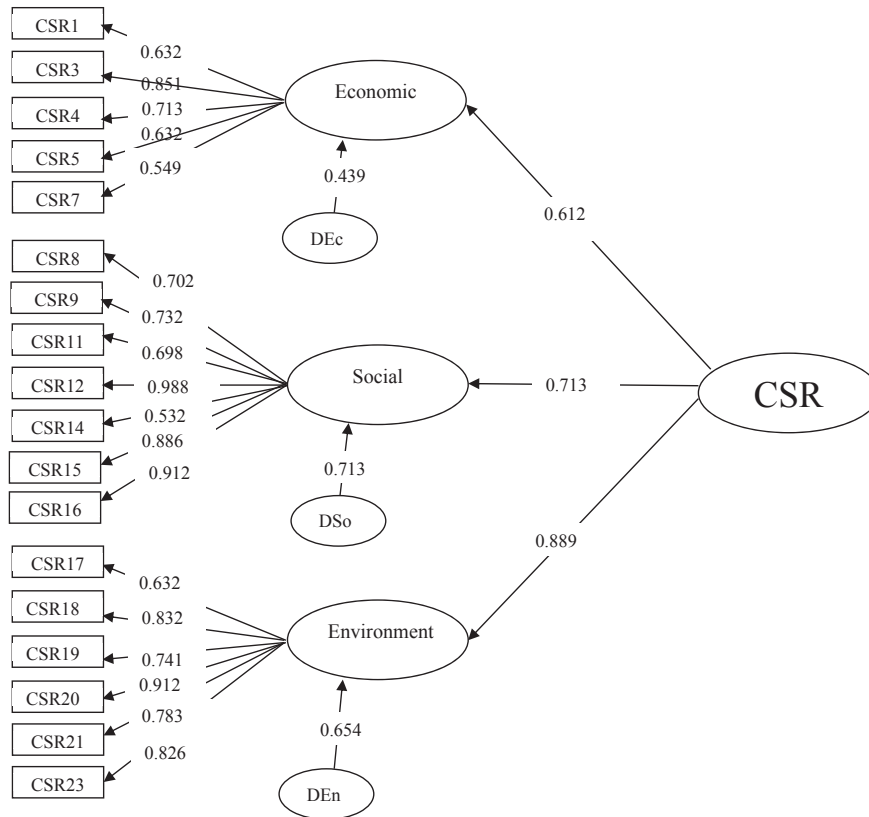 CSR1
0.632
CSR3
0.851
Economic
CSR4
0.713
0.632
CSR5
0.549
CSR7
0.439
0.612
DEc
CSR8
0.702
CSR9
0.732
CSR11
0.698
CSR12
0.988
Social
0.713
CSR
CSR14
0.532
0.886
CSR15
0.912
0.713
CSR16
DSo
0.889
CSR17
0.632
CSR18
0.832
Environment
CSR19
0.741
0.912
CSR20
0.783
CSR21
0.654
0.826
CSR23
DEn